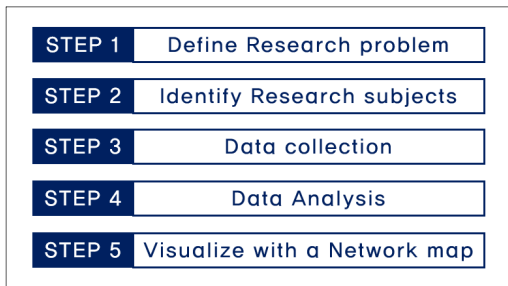 STEP 1 Define Research problem
STEP 2 Identify Research subjects
STEP 3 Data collection
STEP 4 Data Analysis
STEP 5 Visualize with a Network map